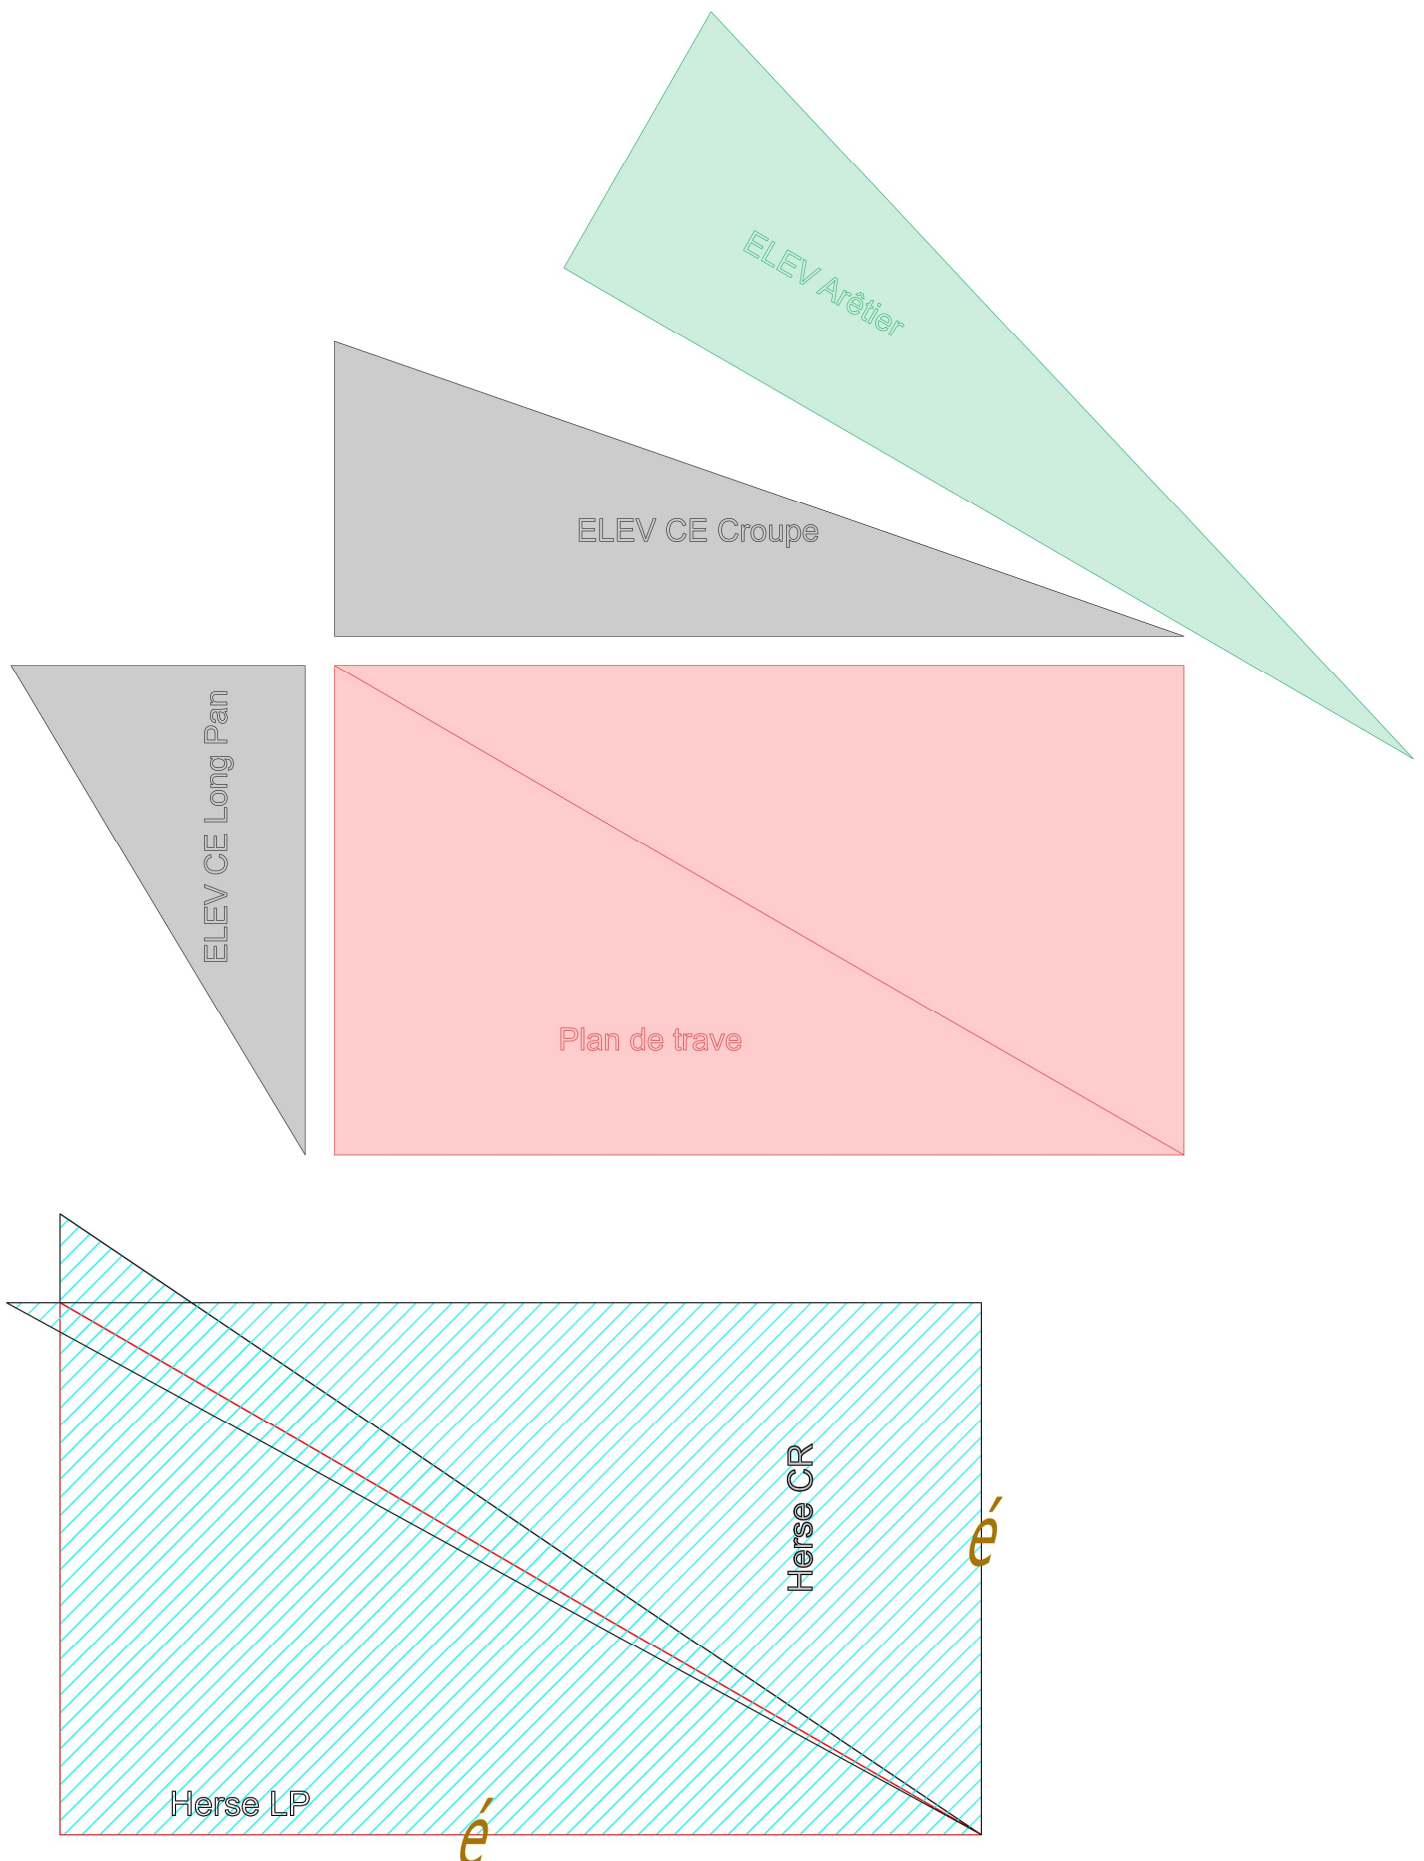 ELEV Arêtier
ELEV CE Croupe
ELEV CE Long Pan
Plan de trave
Herse CR
é
Herse LP
é